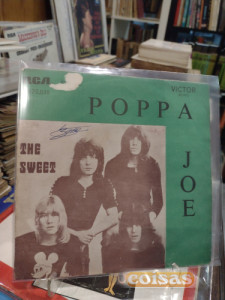 RCA
VICTOR
POPPA
JOE
THE
SWEET
coisas